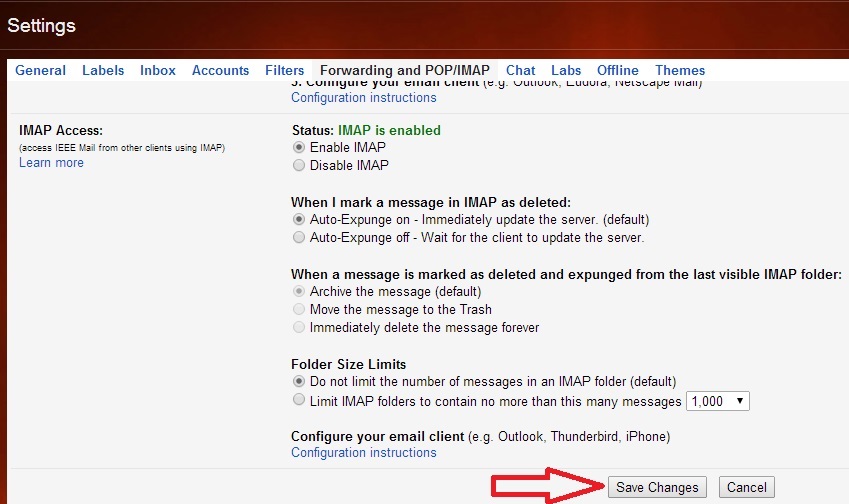 Settings
General Labels Inbox Accounts Filters Forwarding and POP/IMAP Chat Labs Offline Themes
3. Configure your email client (e.g. Outlook, Eudora, Netscape Mail)
Configuration instructions
IMAP Access:
(access IEEE Mail from other clients using IMAP)
Learn more
Status: IMAP is enabled
Enable IMAP
Disable IMAP
When I mark a message in IMAP as deleted:
Auto-Expunge on - Immediately update the server. (default)
Auto-Expunge off - Wait for the client to update the server.
When a message is marked as deleted and expunged from the last visible IMAP folder:
Archive the message (default)
Move the message to the Trash
Immediately delete the message forever
Folder Size Limits
Do not limit the number of messages in an IMAP folder (default)
Limit IMAP folders to contain no more than this many messages 1,000
Configure your email client (e.g. Outlook, Thunderbird, iPhone)
Configuration instructions
Save Changes Cancel